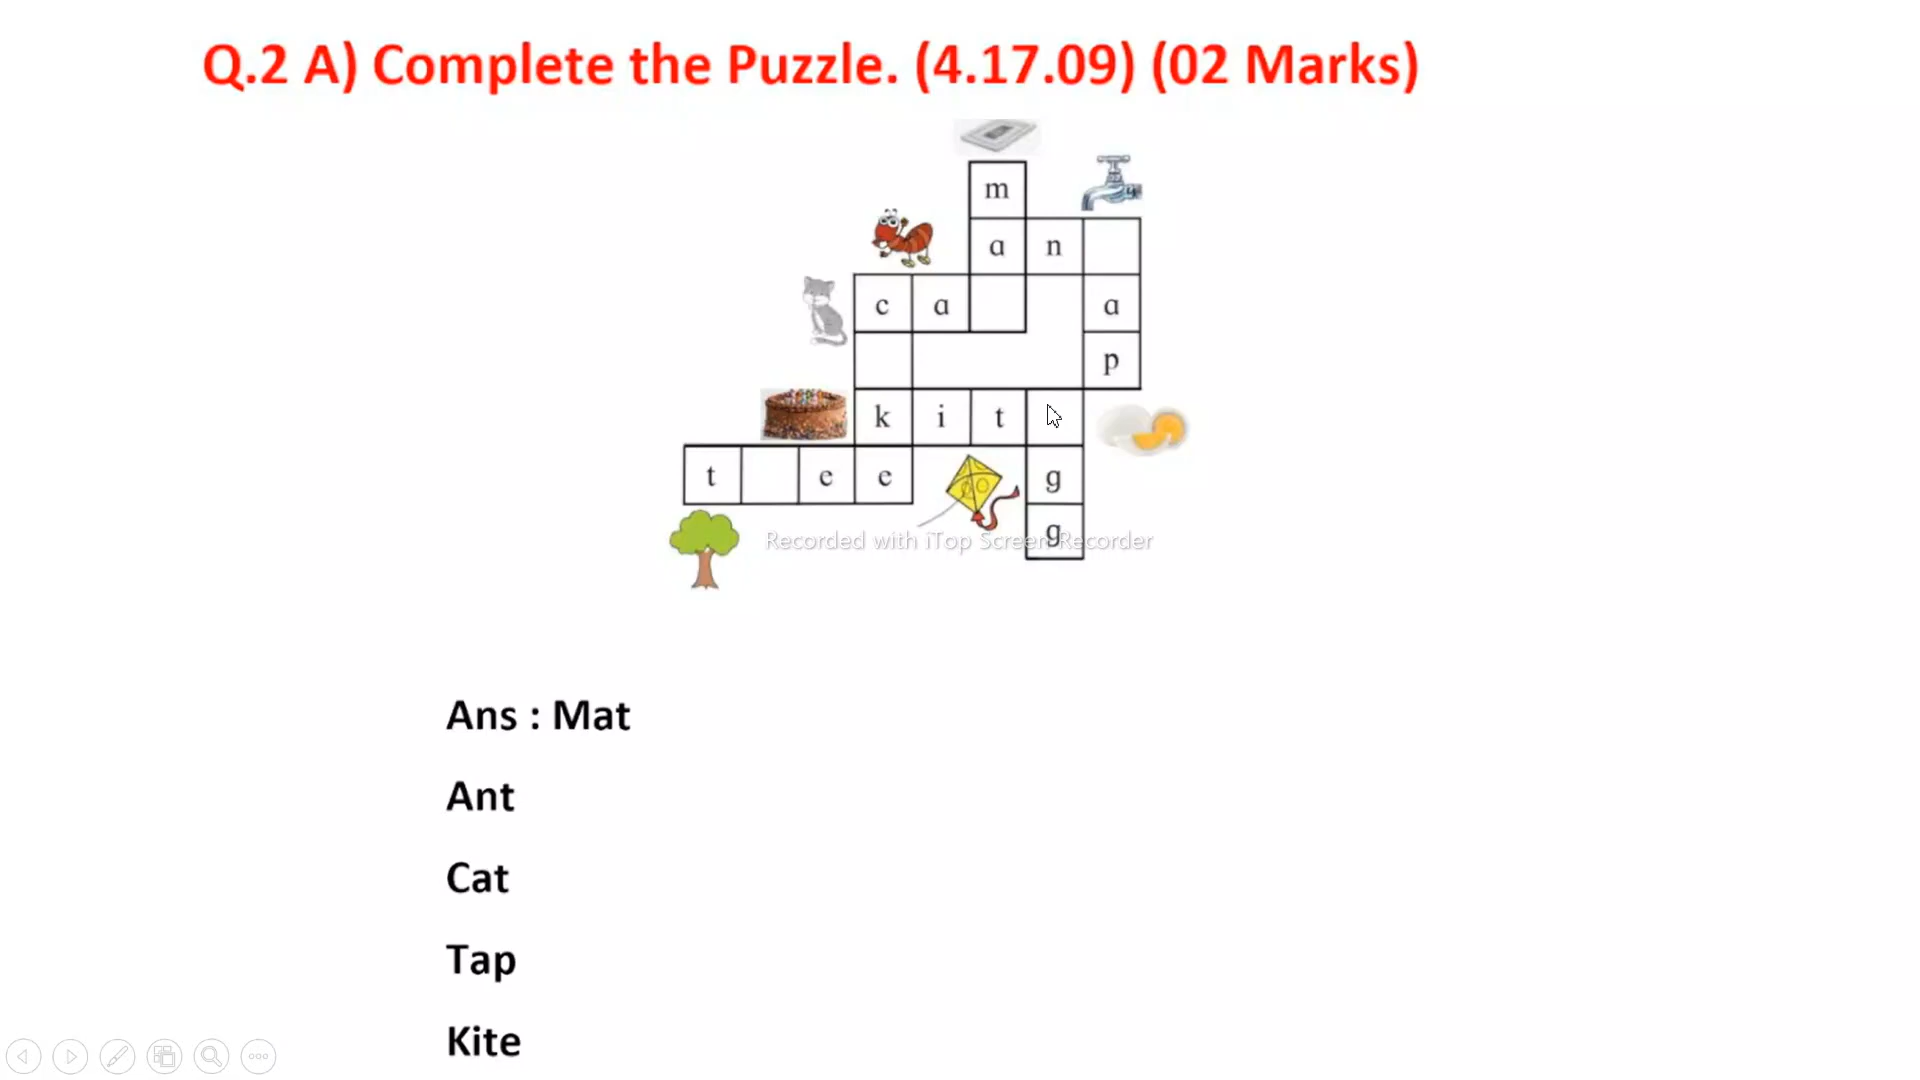 Q.2 A) Complete the Puzzle. (4.17.09) (02 Marks)
m
a n
c a a
p
k i t
t e e g
g
Recorded with iTop Screen Recorder
Ans : Mat
Ant
Cat
Tap
Kite